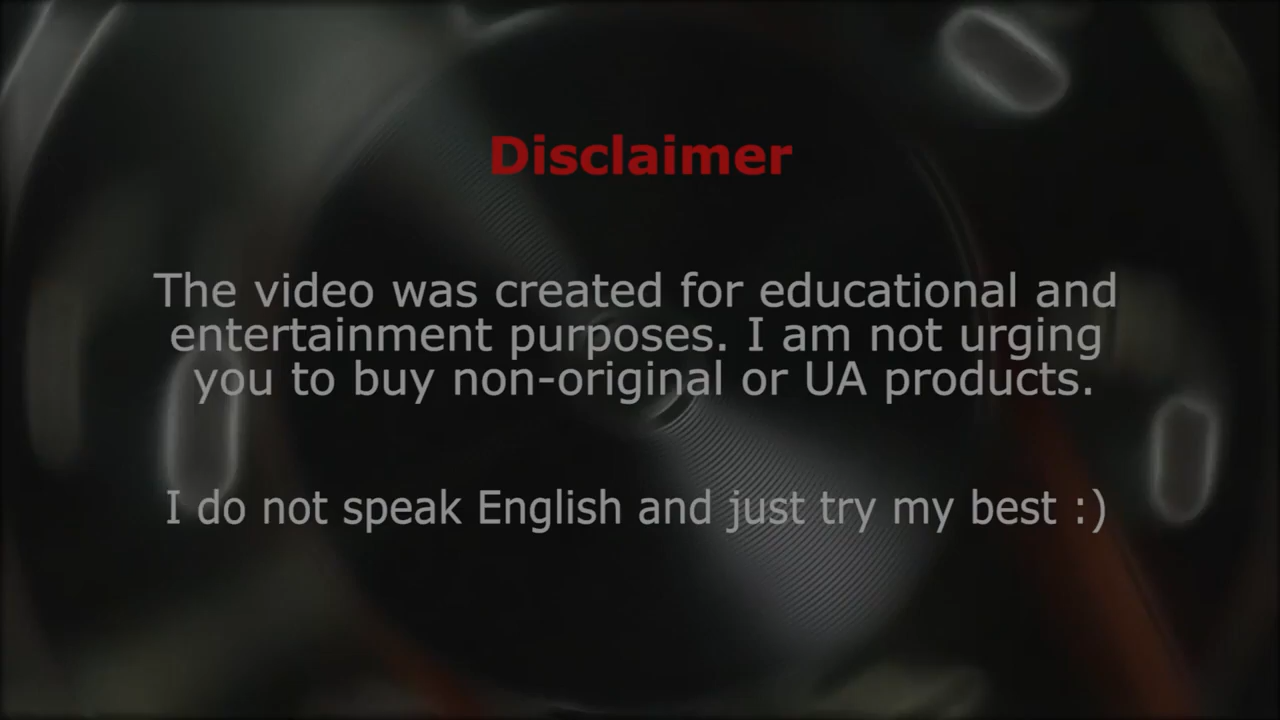 Disclaimer
The video was created for educational and
entertainment purposes. I am not urging
you to buy non-original or UA products.
I do not speak English and just try my best :)